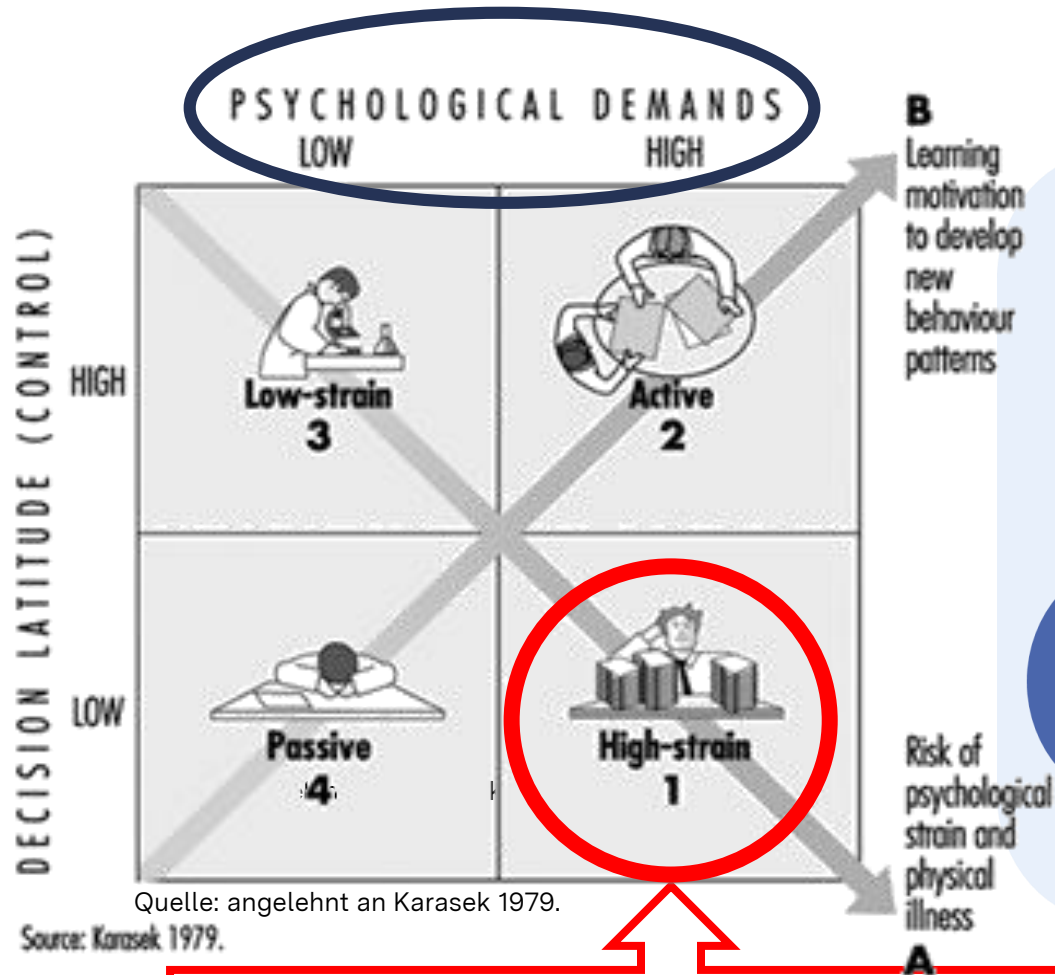 PSYCHOLOGICAL DEMANDS
LOW
HIGH
B
Learning
motivation
to develop
new
behaviour
patterns
DECISION LATITUDE (CONTROL)
HIGH
Low-strain
3
Active
2
LOW
Passive
4
High-strain
1
Risk of
psychological
strain and
physical
illness
A
Quelle: angelehnt an Karasek 1979.
Source: Karasek 1979.